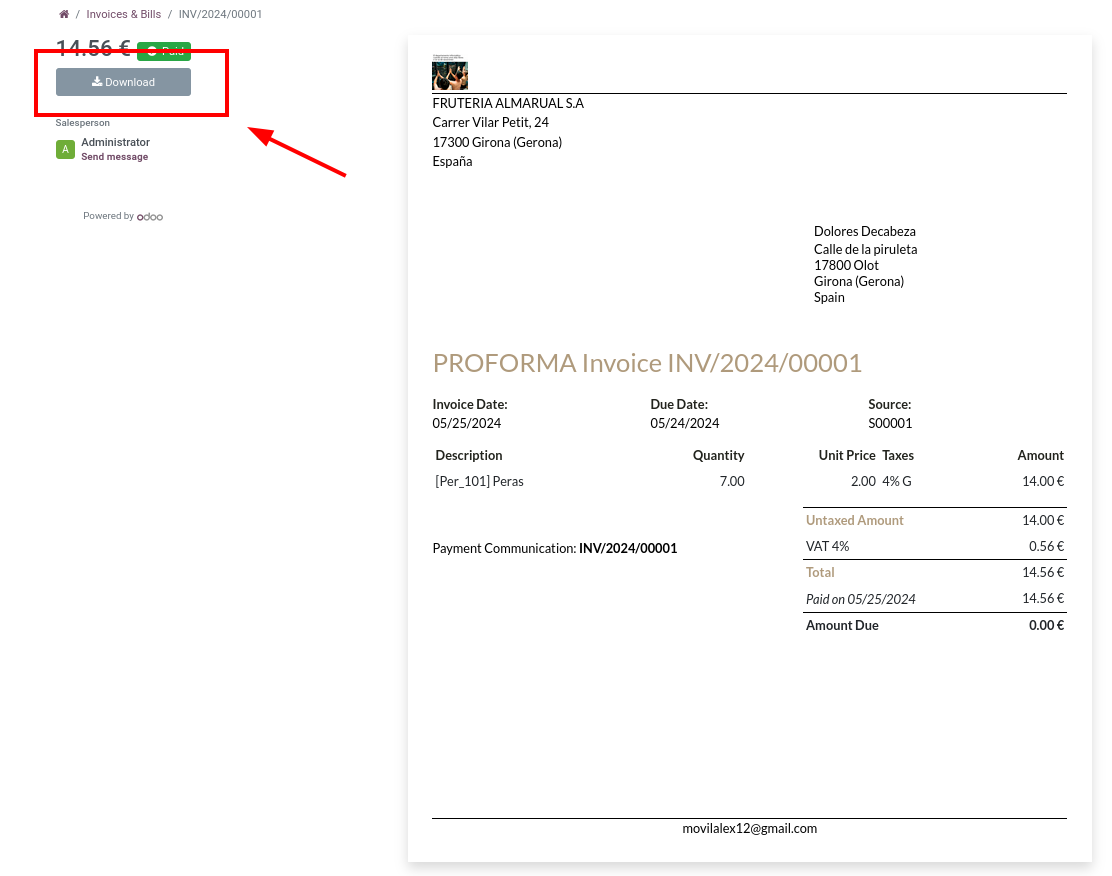 / Invoices & Bills / INV/2024/00001
14.56 € Paid
Download
Salesperson
A
Administrator
Send message
Powered by odoo
FRUTERIA ALMARUAL S.A
Carrer Vilar Petit, 24
17300 Girona (Gerona)
España
Dolores Decabeza
Calle de la piruleta
17800 Olot
Girona (Gerona)
Spain
PROFORMA Invoice INV/2024/00001
Invoice Date: Due Date: Source:
05/25/2024 05/24/2024 S00001
Description Quantity Unit Price Taxes Amount
[Per_101] Peras 7.00 2.00 4% G 14.00 €
Untaxed Amount 14.00 €
Payment Communication: INV/2024/00001
VAT 4% 0.56 €
Total 14.56 €
Paid on 05/25/2024 14.56 €
Amount Due 0.00 €
movilalex12@gmail.com